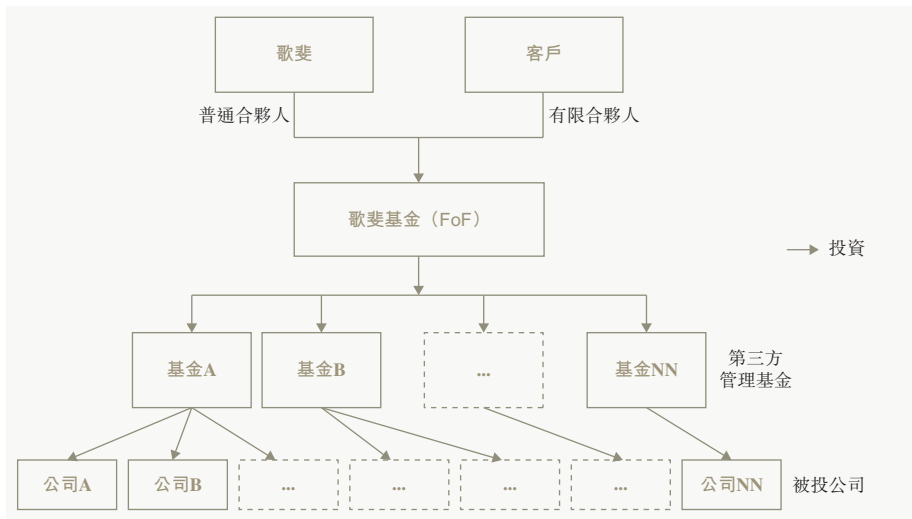 歌斐
客戶
普通合夥人
有限合夥人
歌斐基金（FoF）
投資
基金A
基金B
...
基金NN
第三方
管理基金
公司A
公司B
...
...
...
...
公司NN
被投公司